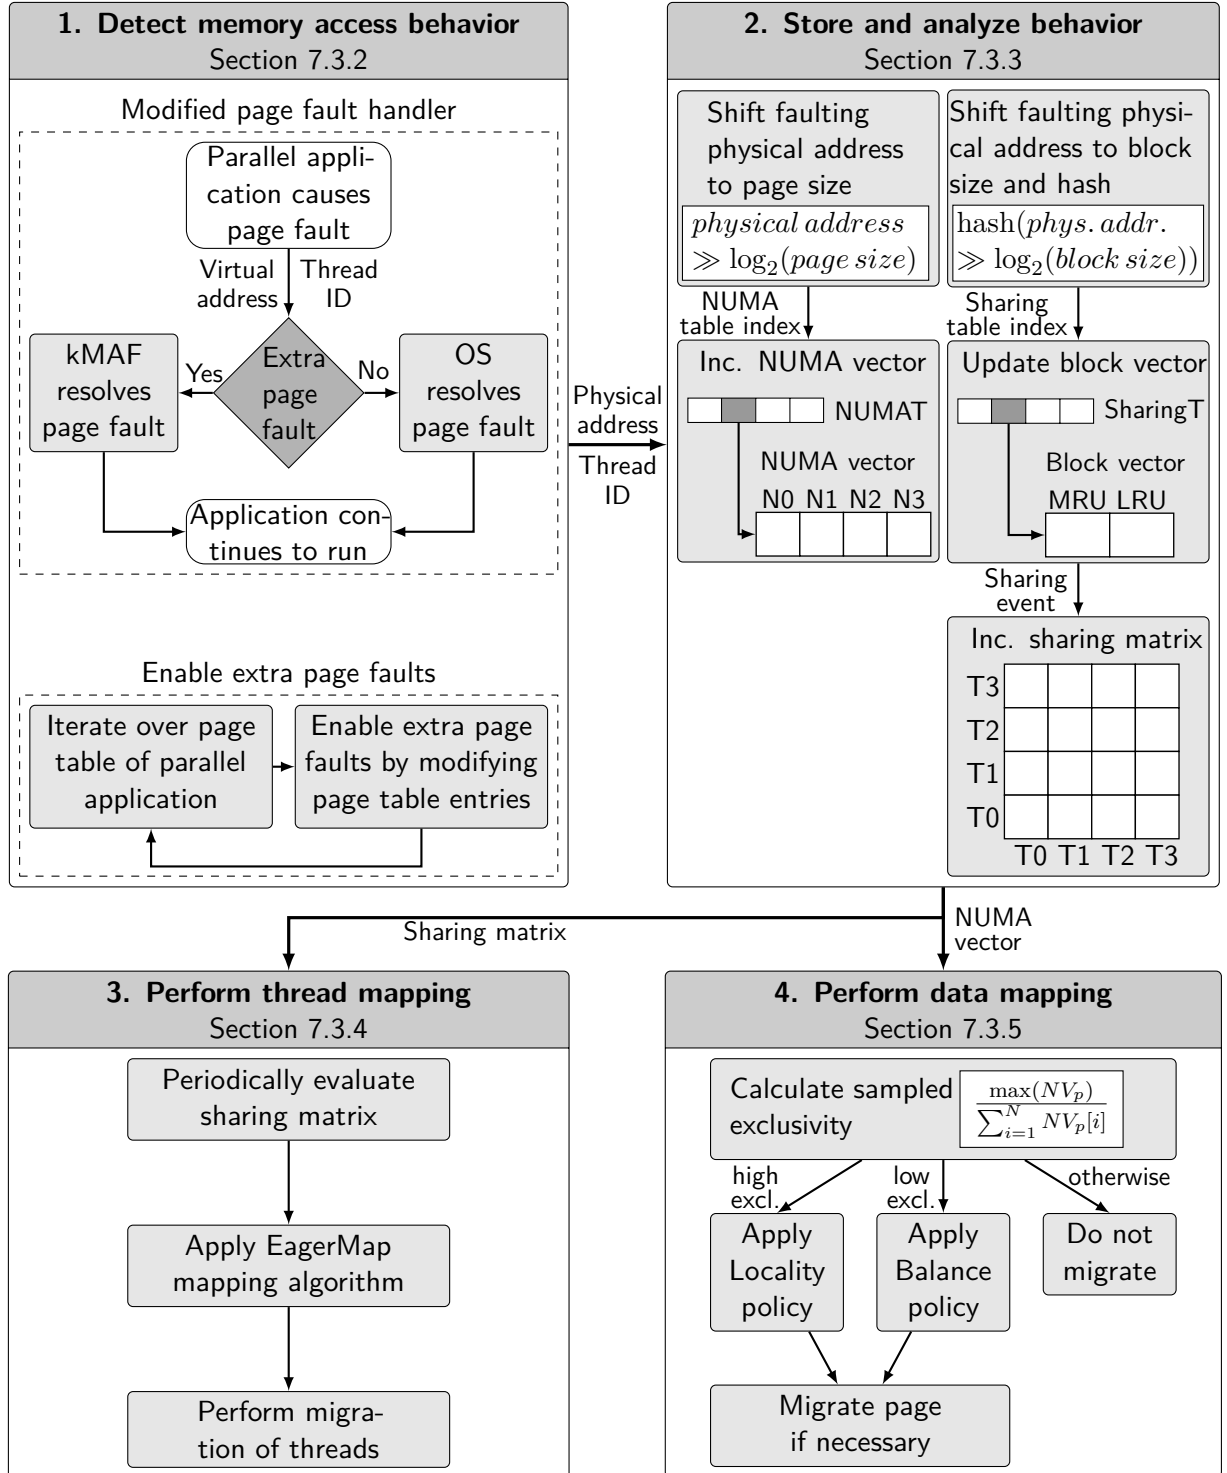 1. Detect memory access behavior
Section 7.3.2
Modified page fault handler
Parallel appli-
cation causes
page fault
Virtual
address
Thread
ID
Extra
page
fault
Yes
No
kMAF
resolves
page fault
OS
resolves
page fault
Application con-
tinues to run
Enable extra page faults
Iterate over page
table of parallel
application
Enable extra page
faults by modifying
page table entries
Physical
address
Thread
ID
2. Store and analyze behavior
Section 7.3.3
Shift faulting
physical address
to page size
physical address
≫ log₂(page size)
Shift faulting physi-
cal address to block
size and hash
hash(phys. addr.
≫ log₂(block size))
NUMA
table index
Sharing
table index
Inc. NUMA vector
NUMAT
NUMA vector
N0 N1 N2 N3
Update block vector
SharingT
Block vector
MRU LRU
Sharing
event
Inc. sharing matrix
T3
T2
T1
T0
T0 T1 T2 T3
Sharing matrix
NUMA
vector
3. Perform thread mapping
Section 7.3.4
Periodically evaluate
sharing matrix
Apply EagerMap
mapping algorithm
Perform migra-
tion of threads
4. Perform data mapping
Section 7.3.5
Calculate sampled
exclusivity
max(NVₚ)
∑ᵢ₌₁ᴺ NVₚ[i]
high
excl.
low
excl.
otherwise
Apply
Locality
policy
Apply
Balance
policy
Do not
migrate
Migrate page
if necessary